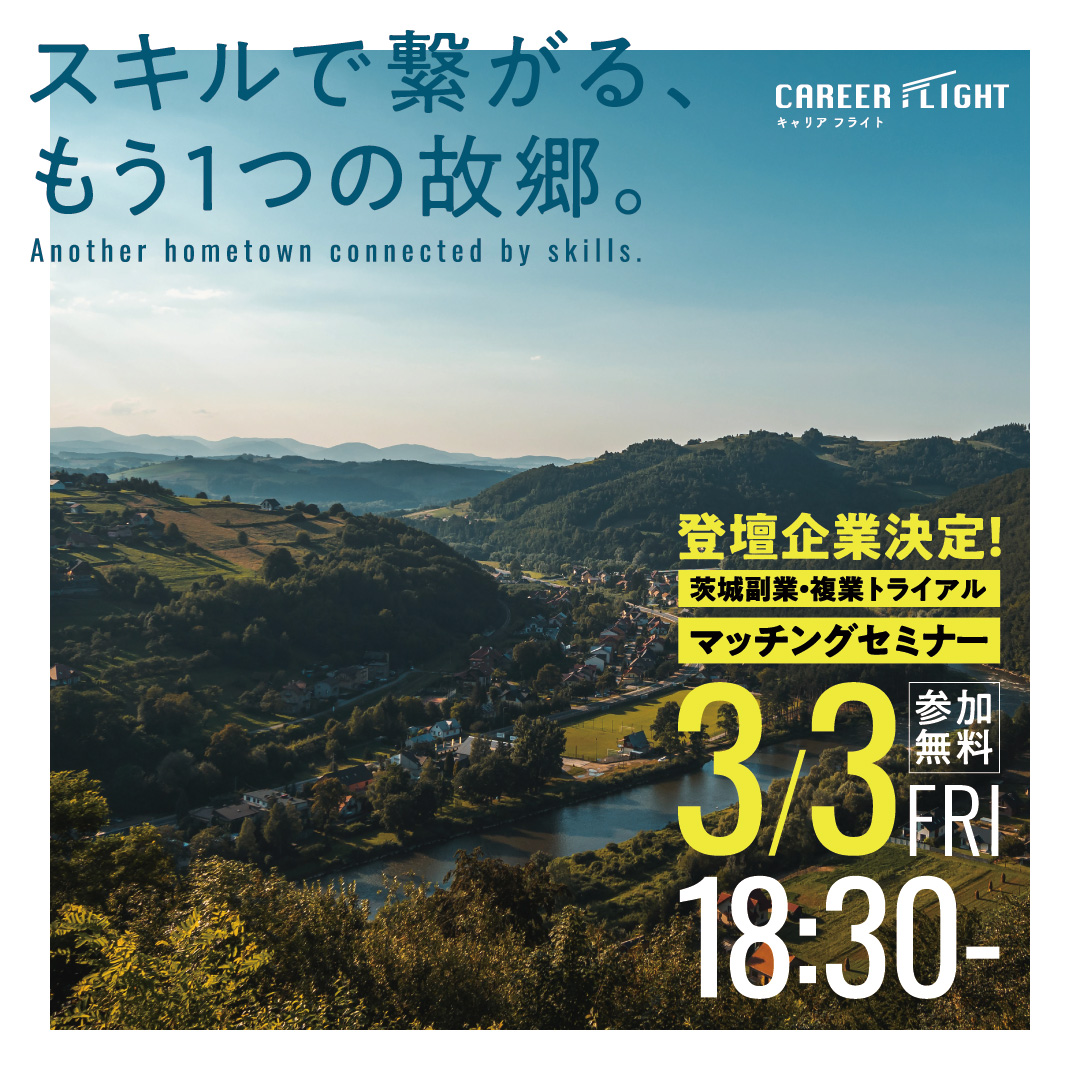 スキルで繋がる、
もう1つの故郷。
Another hometown connected by skills.
CAREER FLIGHT
キャリア フライト
登壇企業決定!
茨城副業・複業トライアル
マッチングセミナー
3/3
参加
無料
FRI
18:30-